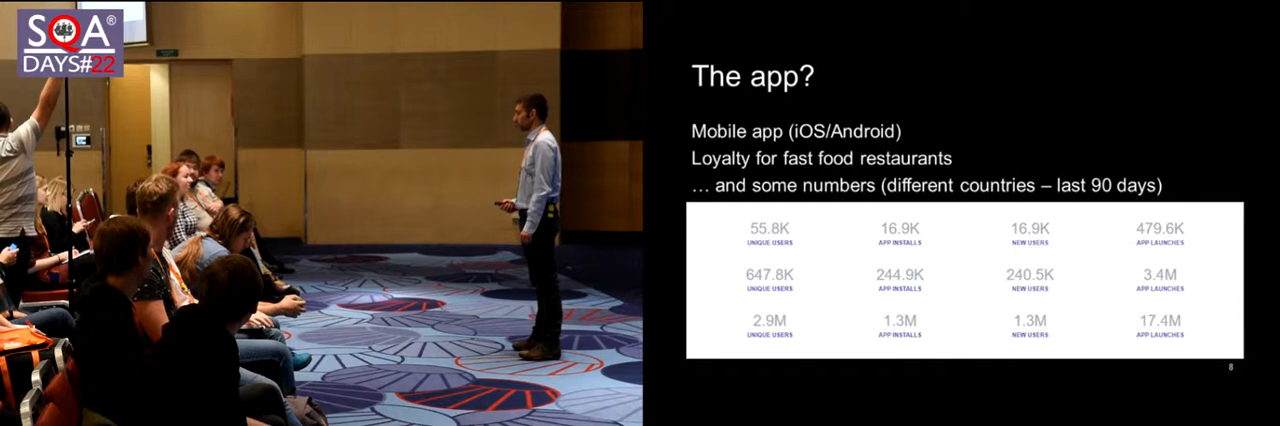 SQA®
DAYS#22
The app?
Mobile app (iOS/Android)
Loyalty for fast food restaurants
… and some numbers (different countries – last 90 days)
55.8K 16.9K 16.9K 479.6K
UNIQUE USERS APP INSTALLS NEW USERS APP LAUNCHES
647.8K 244.9K 240.5K 3.4M
UNIQUE USERS APP INSTALLS NEW USERS APP LAUNCHES
2.9M 1.3M 1.3M 17.4M
UNIQUE USERS APP INSTALLS NEW USERS APP LAUNCHES
8